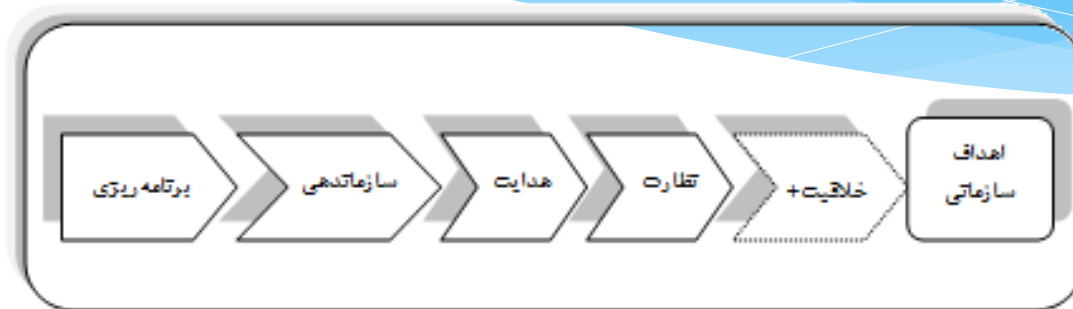 برنامه ریزی
سازماندهی
هدایت
نظارت
خلاقیت+
اهداف
سازمانی